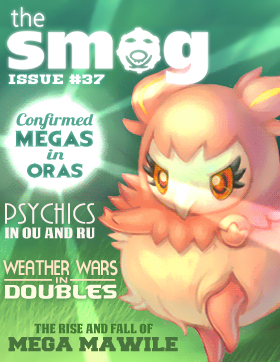 the
smog
ISSUE #37
Confirmed
MEGAS
in
ORAS
PSYCHICS
IN OU AND RU
WEATHER WARS
IN
DOUBLES
THE RISE AND FALL OF
MEGA MAWILE